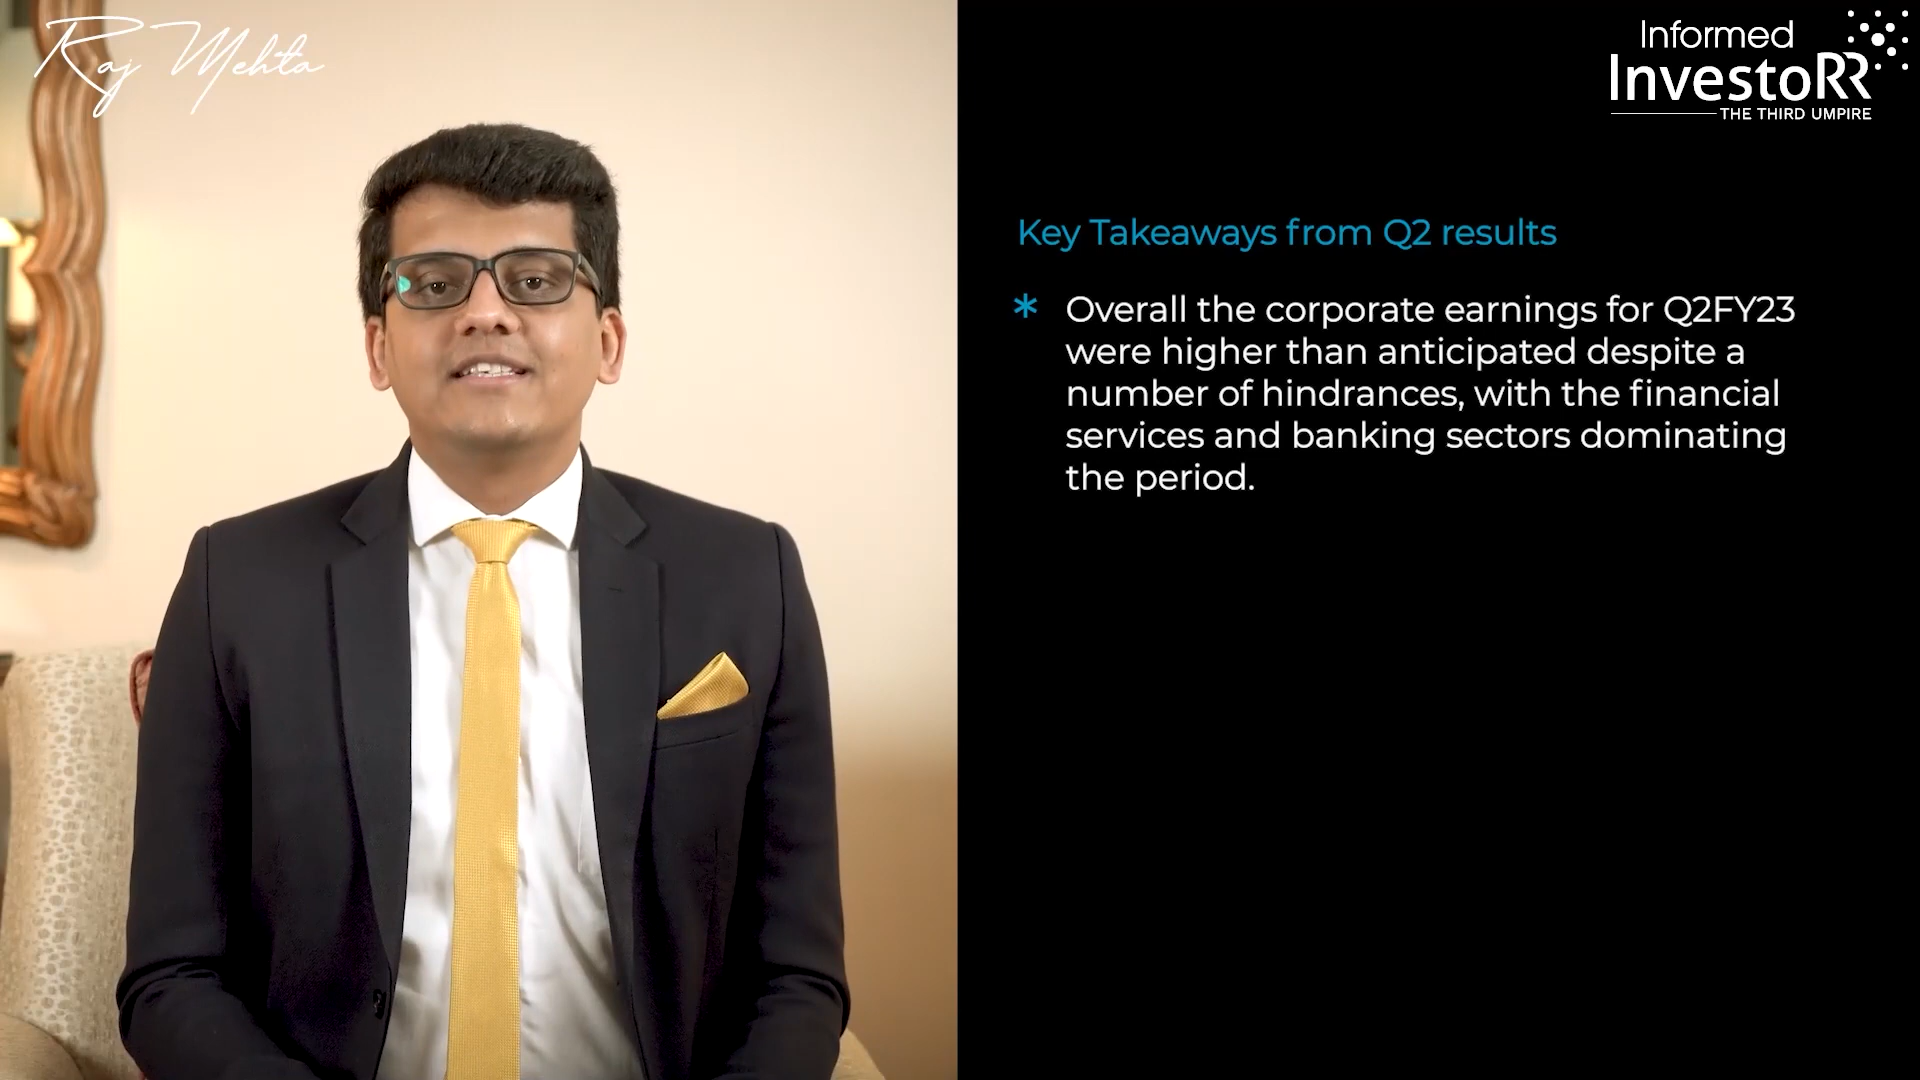 Raj Mehta
Informed
InvestoRR
THE THIRD UMPIRE
Key Takeaways from Q2 results
* Overall the corporate earnings for Q2FY23
were higher than anticipated despite a
number of hindrances, with the financial
services and banking sectors dominating
the period.